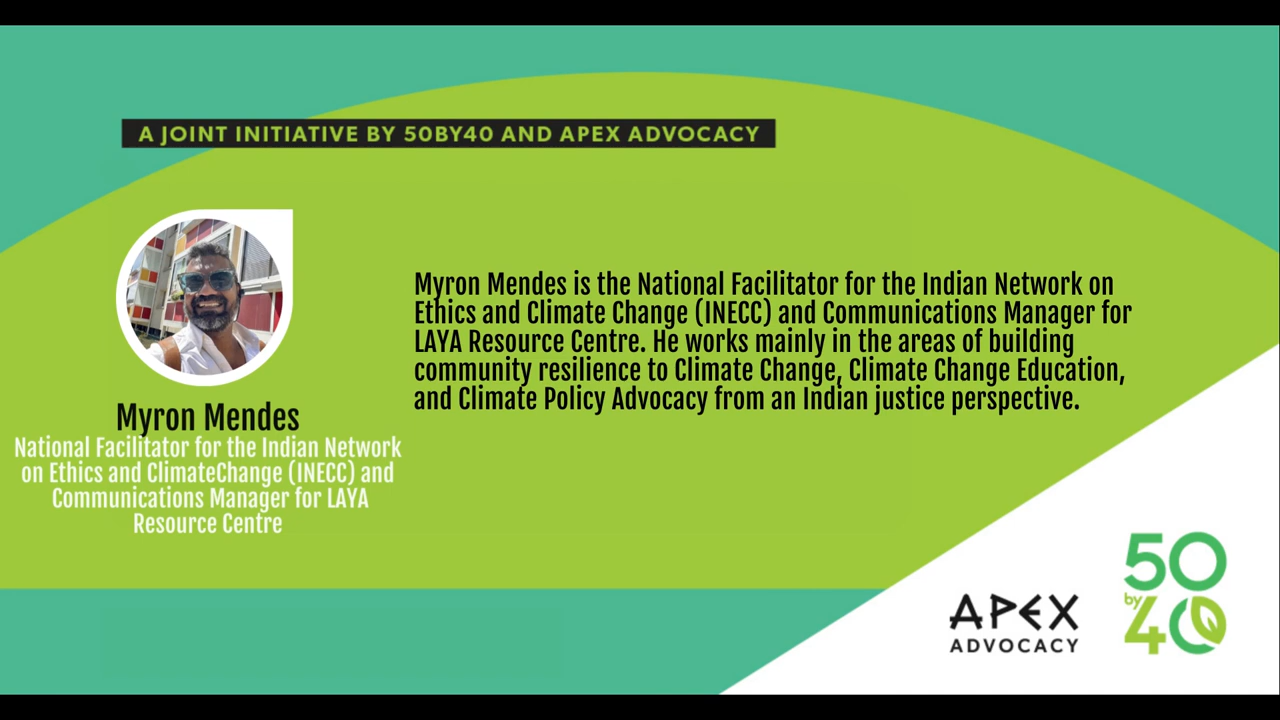 A JOINT INITIATIVE BY 50BY40 AND APEX ADVOCACY
Myron Mendes
National Facilitator for the Indian Network
on Ethics and ClimateChange (INECC) and
Communications Manager for LAYA
Resource Centre
Myron Mendes is the National Facilitator for the Indian Network on
Ethics and Climate Change (INECC) and Communications Manager for
LAYA Resource Centre. He works mainly in the areas of building
community resilience to Climate Change, Climate Change Education,
and Climate Policy Advocacy from an Indian justice perspective.
APEX
ADVOCACY
50
by
40